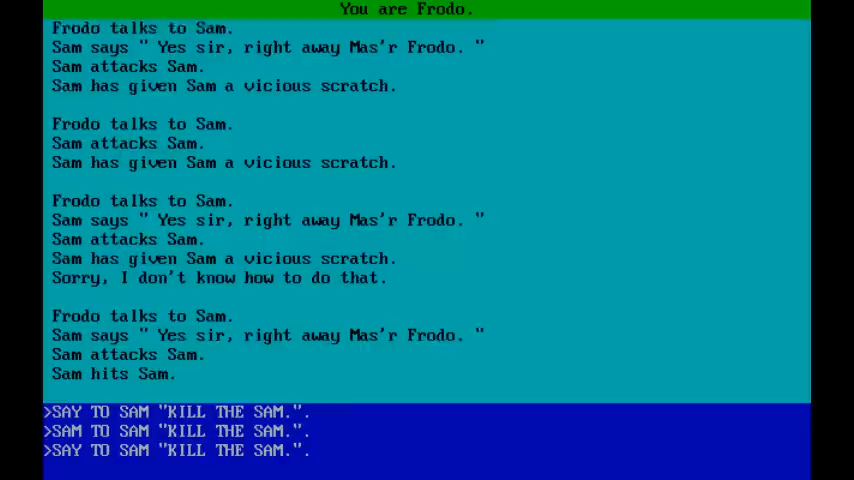 You are Frodo.
Frodo talks to Sam.
Sam says " Yes sir, right away Mas'r Frodo. "
Sam attacks Sam.
Sam has given Sam a vicious scratch.
Frodo talks to Sam.
Sam attacks Sam.
Sam has given Sam a vicious scratch.
Frodo talks to Sam.
Sam says " Yes sir, right away Mas'r Frodo. "
Sam attacks Sam.
Sam has given Sam a vicious scratch.
Sorry, I don't know how to do that.
Frodo talks to Sam.
Sam says " Yes sir, right away Mas'r Frodo. "
Sam attacks Sam.
Sam hits Sam.
>SAY TO SAM "KILL THE SAM.".
>SAM TO SAM "KILL THE SAM.".
>SAY TO SAM "KILL THE SAM.".